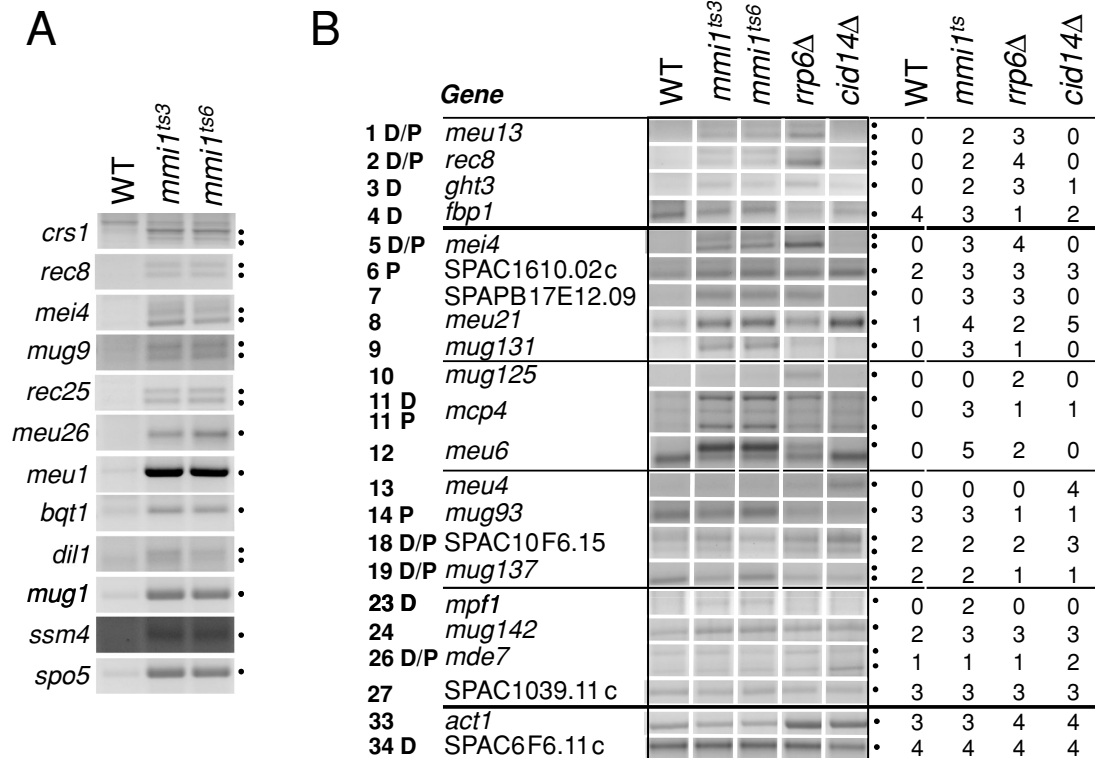 A
B
WT mmi1ts3 mmi1ts6
crs1
rec8
mei4
mug9
rec25
meu26
meu1
bqt1
dil1
mug1
ssm4
spo5
Gene WT mmi1ts3 mmi1ts6 rrp6Δ cid14Δ WT mmi1ts rrp6Δ cid14Δ
1 D/P meu13 0 2 3 0
2 D/P rec8 0 2 4 0
3 D ght3 0 2 3 1
4 D fbp1 4 3 1 2
5 D/P mei4 0 3 4 0
6 P SPAC1610.02c 2 3 3 3
7 SPAPB17E12.09 0 3 3 0
8 meu21 1 4 2 5
9 mug131 0 3 1 0
10 mug125 0 0 2 0
11 D
mcp4 0 3 1 1
11 P
12 meu6 0 5 2 0
13 meu4 0 0 0 4
14 P mug93 3 3 1 1
18 D/P SPAC10F6.15 2 2 2 3
19 D/P mug137 2 2 1 1
23 D mpf1 0 2 0 0
24 mug142 2 3 3 3
26 D/P mde7 1 1 1 2
27 SPAC1039.11c 3 3 3 3
33 act1 3 3 4 4
34 D SPAC6F6.11c 4 4 4 4